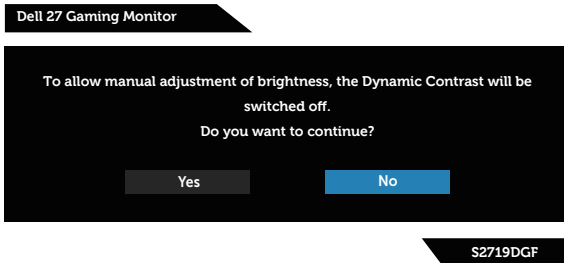 Dell 27 Gaming Monitor
To allow manual adjustment of brightness, the Dynamic Contrast will be
switched off.
Do you want to continue?
Yes
No
S2719DGF